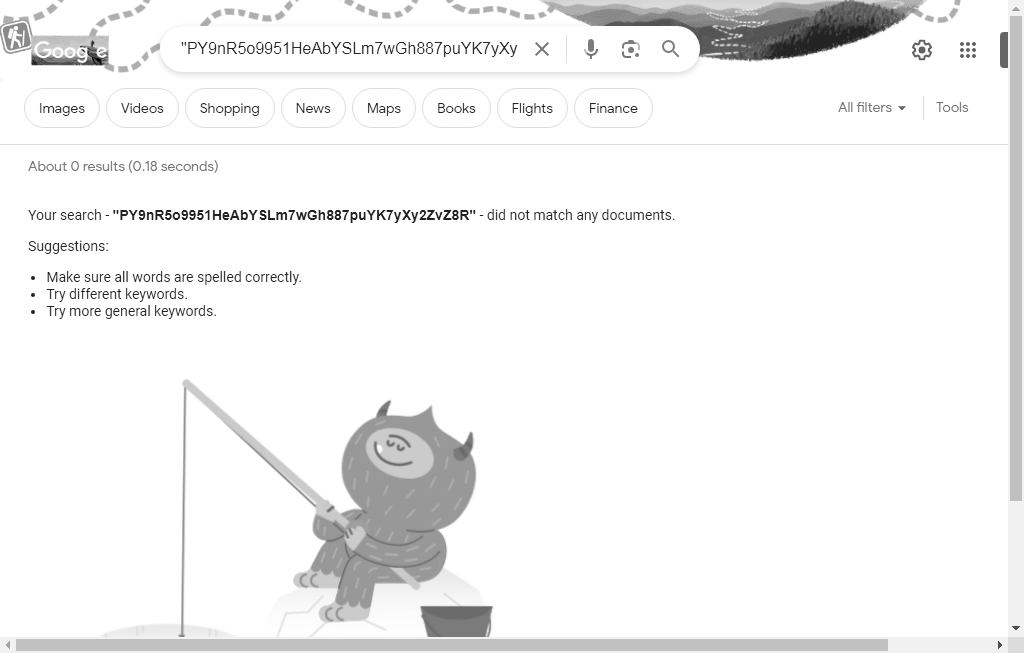 Google
"PY9nR5o9951HeAbYSLm7wGh887puYK7yXy
Images Videos Shopping News Maps Books Flights Finance All filters Tools
About 0 results (0.18 seconds)
Your search - "PY9nR5o9951HeAbYSLm7wGh887puYK7yXy2ZvZ8R" - did not match any documents.
Suggestions:
Make sure all words are spelled correctly.
Try different keywords.
Try more general keywords.